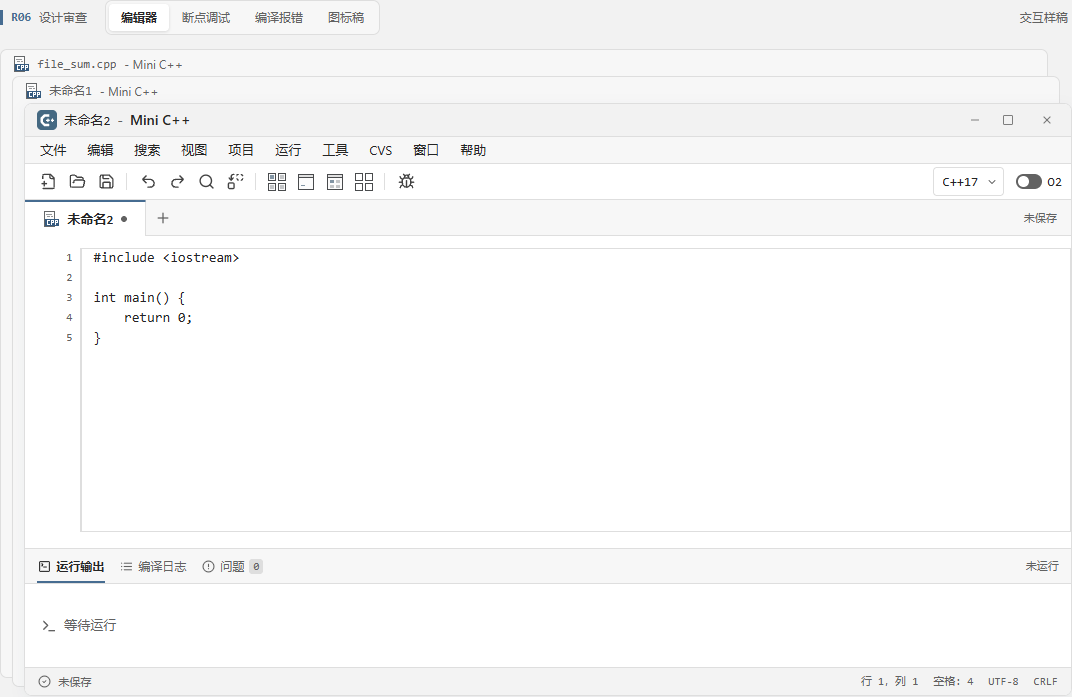 R06 设计审查 编辑器 断点调试 编译报错 图标稿 交互样稿
file_sum.cpp - Mini C++
未命名1 - Mini C++
未命名2 - Mini C++
文件 编辑 搜索 视图 项目 运行 工具 CVS 窗口 帮助
C++17 O2
未命名2 未保存
1 #include <iostream>
2
3 int main() {
4 return 0;
5 }
运行输出 编译日志 问题 0 未运行
>_ 等待运行
未保存 行 1, 列 1 空格: 4 UTF-8 CRLF